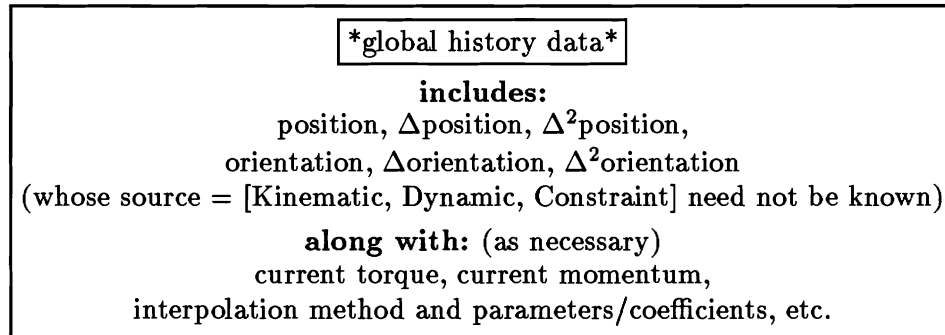 *global history data*
includes:
position, Δposition, Δ²position,
orientation, Δorientation, Δ²orientation
(whose source = [Kinematic, Dynamic, Constraint] need not be known)
along with: (as necessary)
current torque, current momentum,
interpolation method and parameters/coefficients, etc.